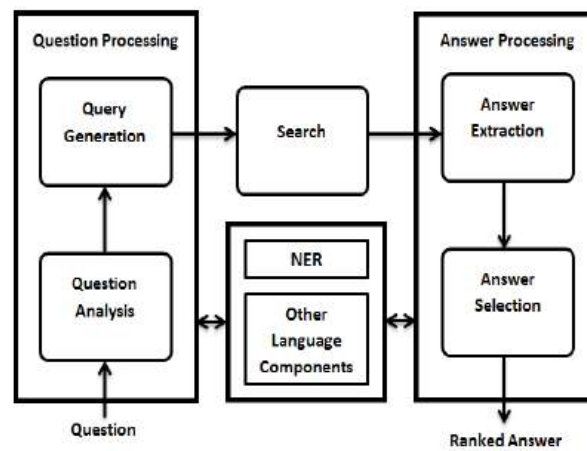 Question Processing
Query
Generation
Question
Analysis
Question
Search
NER
Other
Language
Components
Answer Processing
Answer
Extraction
Answer
Selection
Ranked Answer